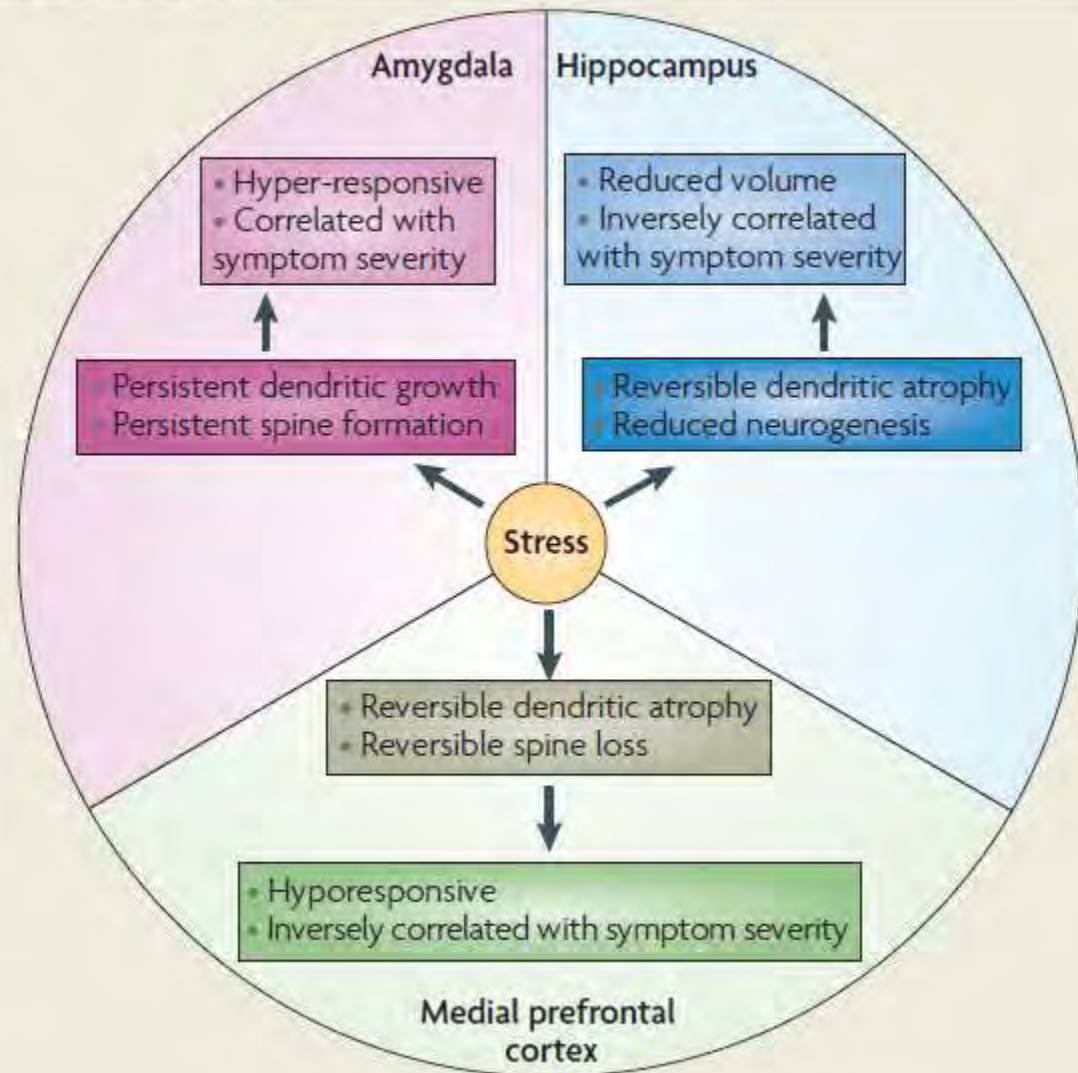 Amygdala
Hippocampus
• Hyper-responsive
• Correlated with
symptom severity
• Reduced volume
• Inversely correlated
with symptom severity
• Persistent dendritic growth
• Persistent spine formation
• Reversible dendritic atrophy
• Reduced neurogenesis
Stress
• Reversible dendritic atrophy
• Reversible spine loss
• Hyporesponsive
• Inversely correlated with symptom severity
Medial prefrontal
cortex